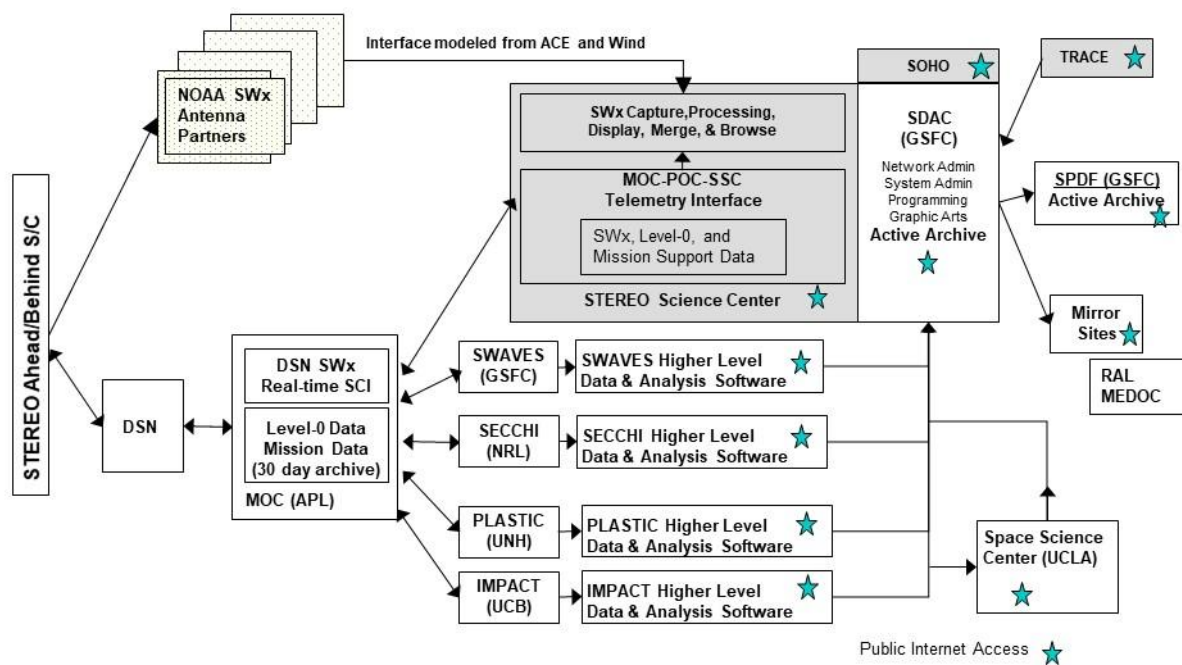 Interface modeled from ACE and Wind
NOAA SWx
Antenna
Partners
SOHO
TRACE
SWx Capture,Processing,
Display, Merge, & Browse
SDAC
(GSFC)
Network Admin
System Admin
Programming
Graphic Arts
Active Archive
MOC-POC-SSC
Telemetry Interface
SWx, Level-0, and
Mission Support Data
STEREO Science Center
SPDF (GSFC)
Active Archive
Mirror
Sites
RAL
MEDOC
STEREO Ahead/Behind S/C
DSN
DSN SWx
Real-time SCI
Level-0 Data
Mission Data
(30 day archive)
MOC (APL)
SWAVES
(GSFC)
SWAVES Higher Level
Data & Analysis Software
SECCHI
(NRL)
SECCHI Higher Level
Data & Analysis Software
PLASTIC
(UNH)
PLASTIC Higher Level
Data & Analysis Software
IMPACT
(UCB)
IMPACT Higher Level
Data & Analysis Software
Space Science
Center (UCLA)
Public Internet Access